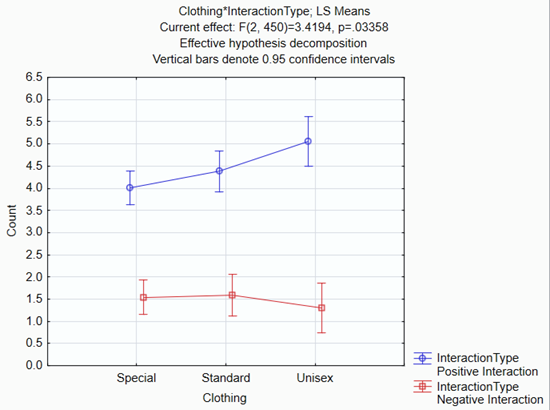 Clothing*InteractionType; LS Means
Current effect: F(2, 450)=3.4194, p=.03358
Effective hypothesis decomposition
Vertical bars denote 0.95 confidence intervals
6.5
6.0
5.5
5.0
4.5
4.0
3.5
3.0
2.5
2.0
1.5
1.0
0.5
0.0
Count
Special Standard Unisex
Clothing
InteractionType
Positive Interaction
InteractionType
Negative Interaction